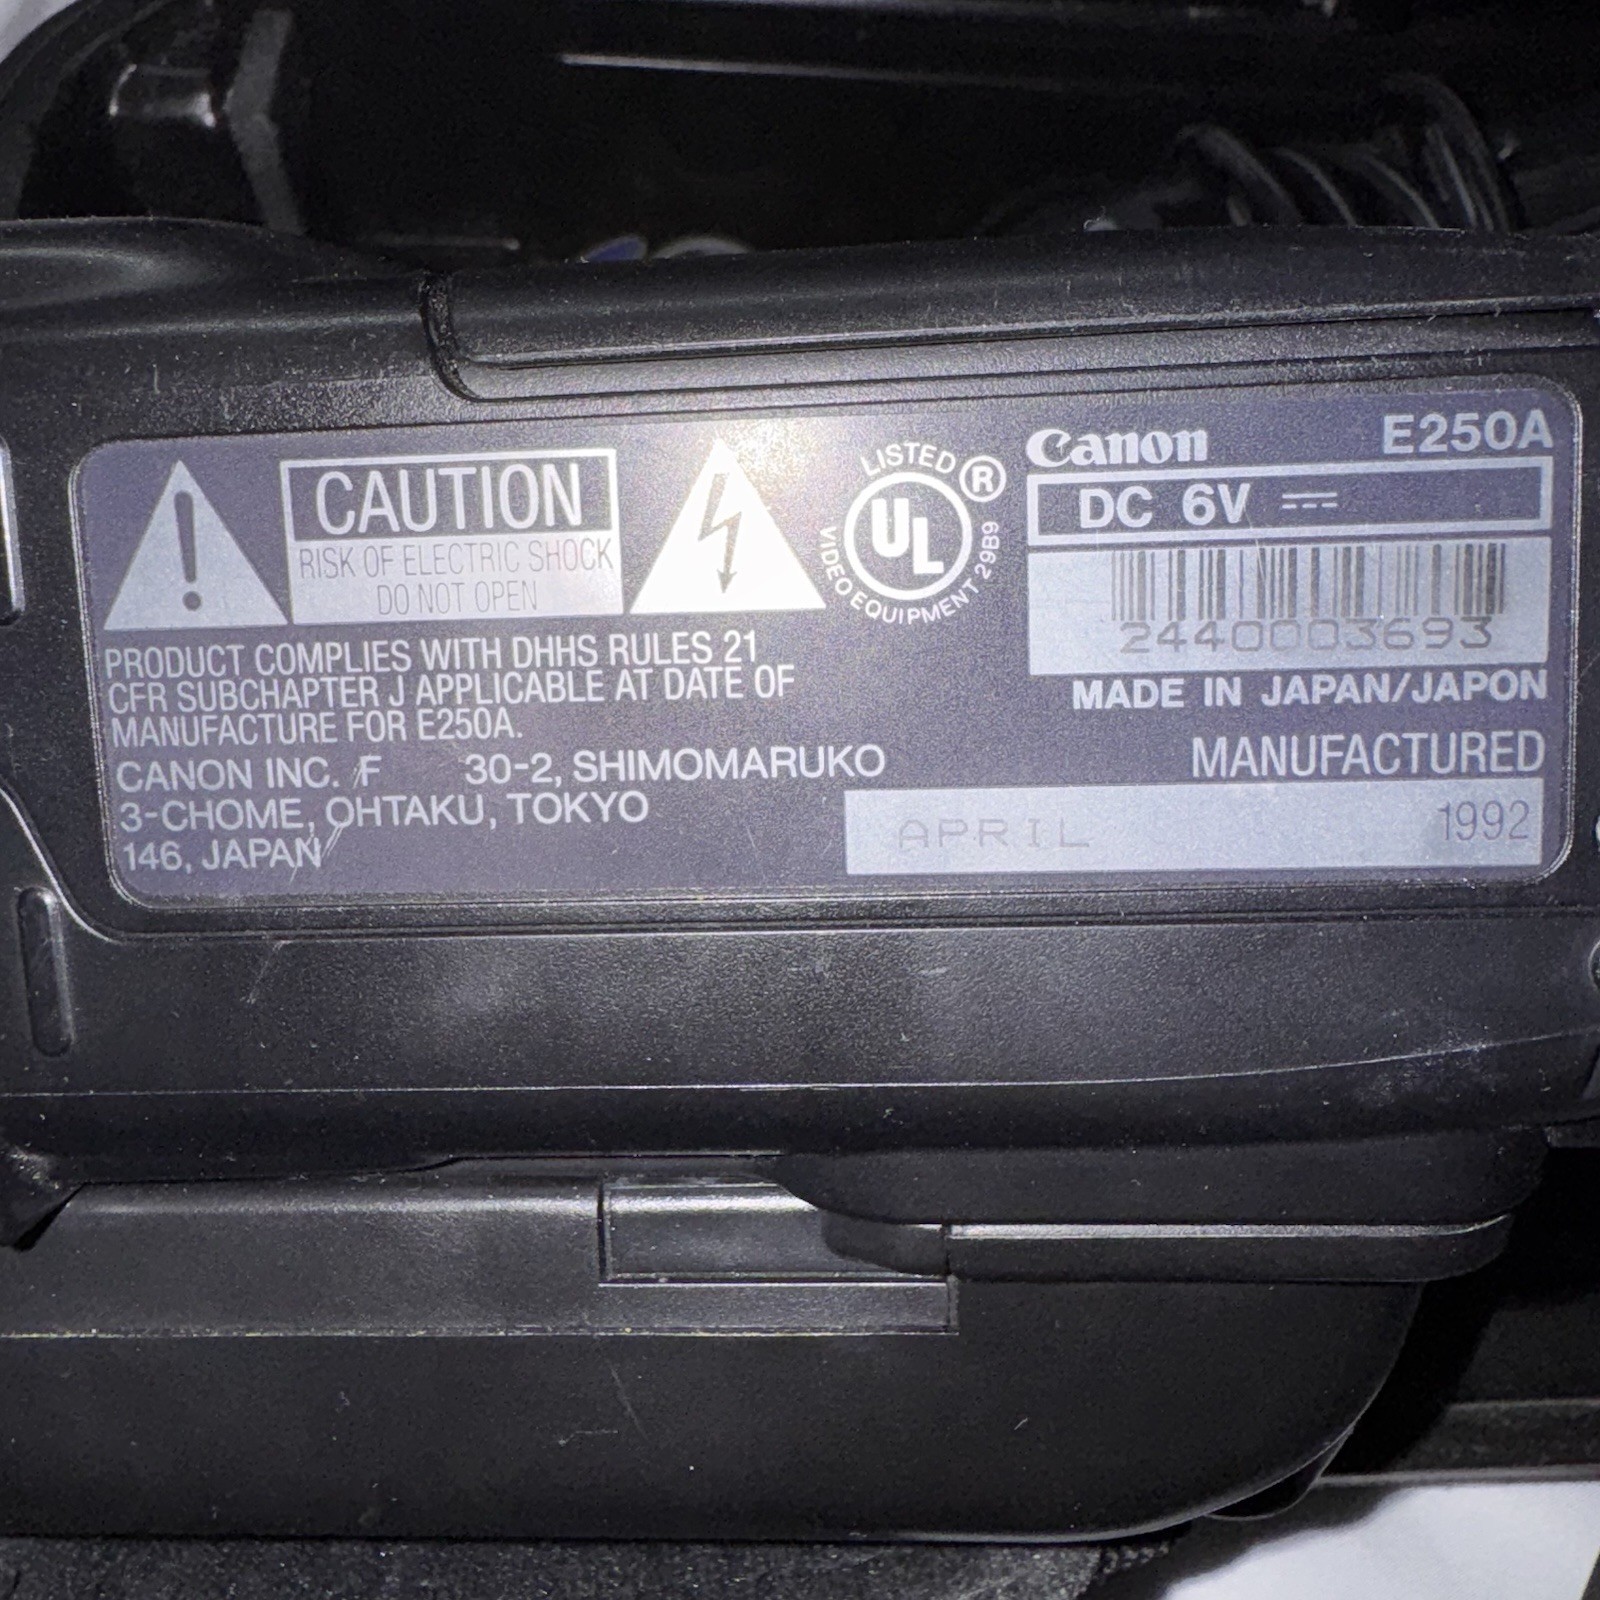 CAUTION
RISK OF ELECTRIC SHOCK
DO NOT OPEN
PRODUCT COMPLIES WITH DHHS RULES 21
CFR SUBCHAPTER J APPLICABLE AT DATE OF
MANUFACTURE FOR E250A.
CANON INC. F 30-2, SHIMOMARUKO
3-CHOME, OHTAKU, TOKYO
146, JAPAN
LISTED ®
UL
VIDEO EQUIPMENT 29B9
Canon E250A
DC 6V
2440003693
MADE IN JAPAN/JAPON
MANUFACTURED
APRIL 1992